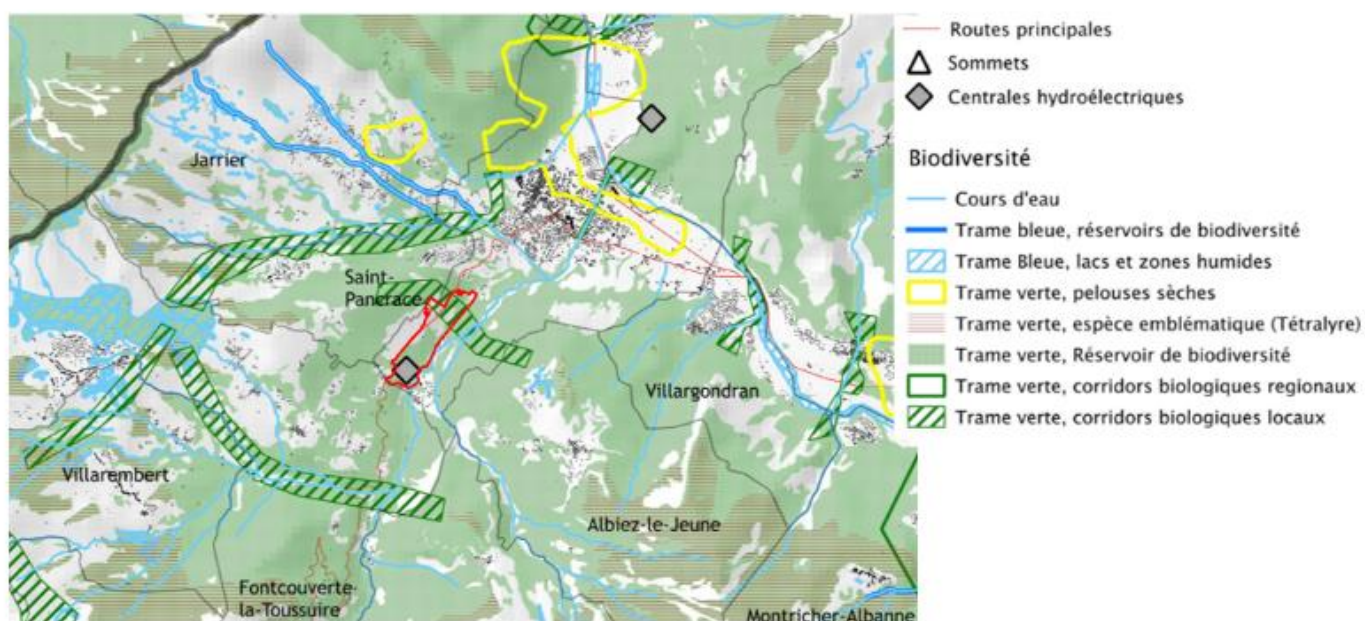 Routes principales
Sommets
Centrales hydroélectriques
Biodiversité
Cours d'eau
Trame bleue, réservoirs de biodiversité
Trame Bleue, lacs et zones humides
Trame verte, pelouses sèches
Trame verte, espèce emblématique (Tétralyre)
Trame verte, Réservoir de biodiversité
Trame verte, corridors biologiques regionaux
Trame verte, corridors biologiques locaux
Jarrier
Saint-
Pancrace
Villargondran
Villarembert
Albiez-le-Jeune
Fontcouverte-
la-Toussuire
Montricher-Albanne